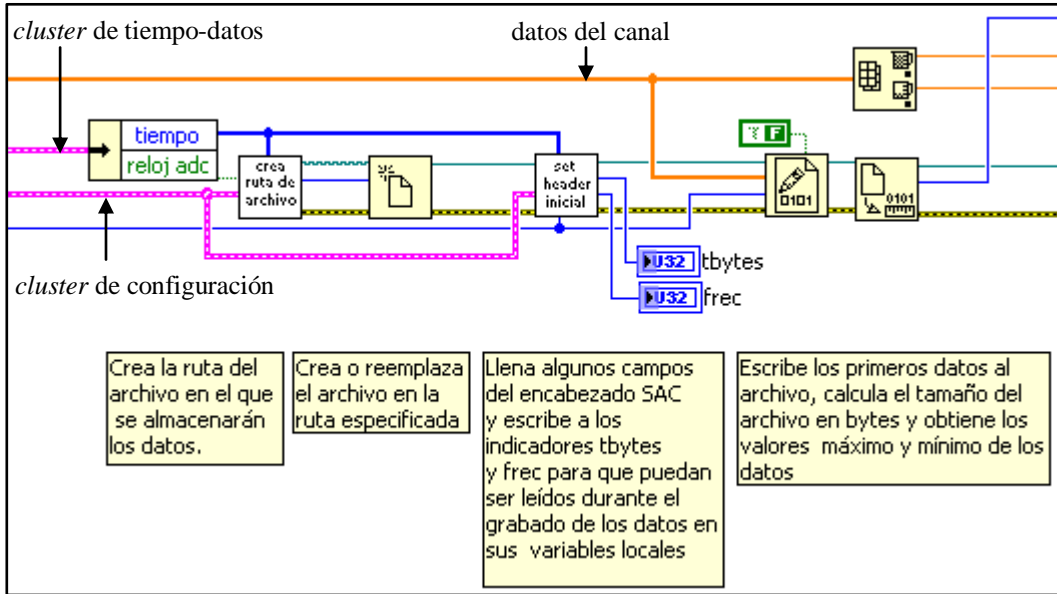 cluster de tiempo-datos
datos del canal
tiempo
reloj adc
crea
ruta de
archivo
set
header
inicial
F
0101
0101
U32 tbytes
U32 frec
cluster de configuración
Crea la ruta del
archivo en el que
se almacenarán
los datos.
Crea o reemplaza
el archivo en la
ruta especificada
Llena algunos campos
del encabezado SAC
y escribe a los
indicadores tbytes
y frec para que puedan
ser leídos durante el
grabado de los datos en
sus variables locales
Escribe los primeros datos al
archivo, calcula el tamaño del
archivo en bytes y obtiene los
valores máximo y mínimo de los
datos